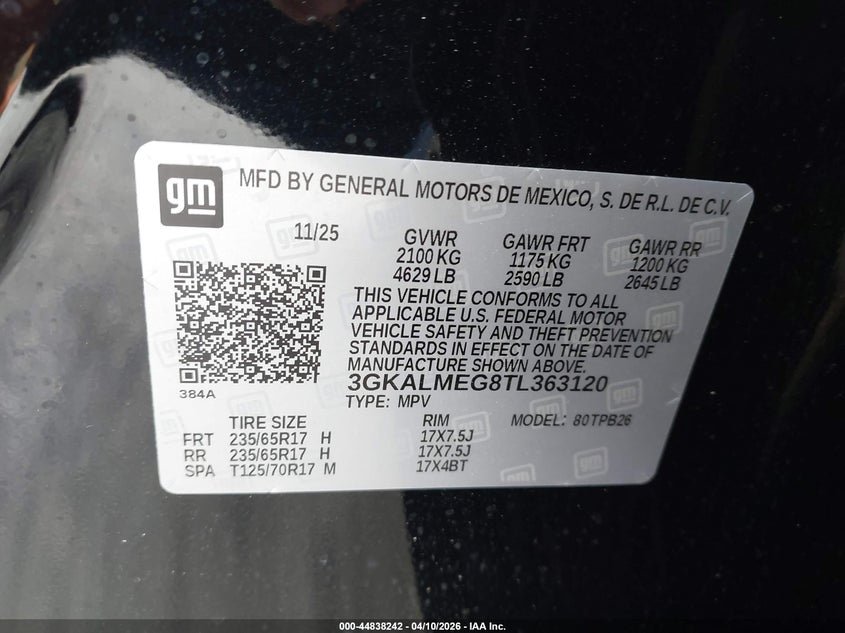 gm MFD BY GENERAL MOTORS DE MEXICO, S. DE R.L. DE C.V.
11/25 GVWR GAWR FRT GAWR RR
2100 KG 1175 KG 1200 KG
4629 LB 2590 LB 2645 LB
THIS VEHICLE CONFORMS TO ALL
APPLICABLE U.S. FEDERAL MOTOR
VEHICLE SAFETY AND THEFT PREVENTION
STANDARDS IN EFFECT ON THE DATE OF
MANUFACTURE SHOWN ABOVE.
3GKALMEG8TL363120
384A
TYPE: MPV
TIRE SIZE RIM MODEL: 80TPB26
FRT 235/65R17 H 17X7.5J
RR 235/65R17 H 17X7.5J
SPA T125/70R17 M 17X4BT
000-44838242 - 04/10/2026 - IAA Inc.